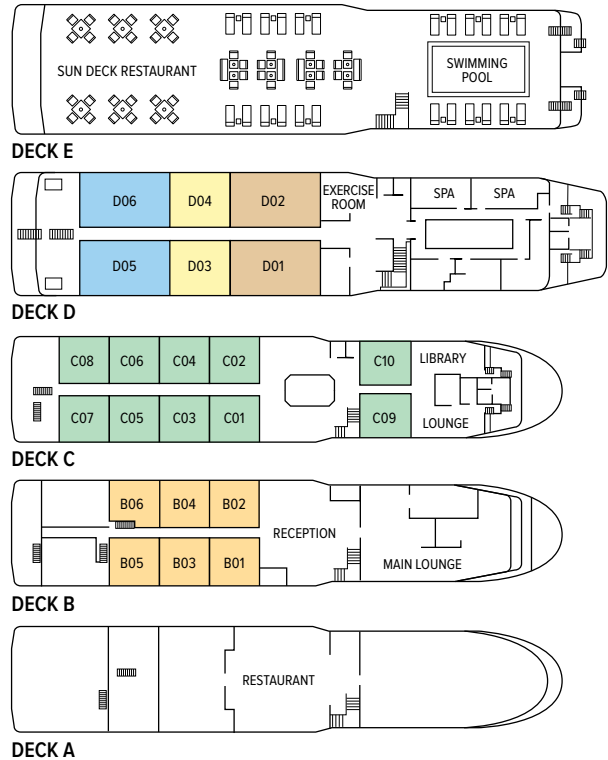 SUN DECK RESTAURANT
SWIMMING
POOL
DECK E
D06 D04 D02
EXERCISE
ROOM
SPA SPA
D05 D03 D01
DECK D
C08 C06 C04 C02 C10 LIBRARY
C07 C05 C03 C01 C09 LOUNGE
DECK C
B06 B04 B02
RECEPTION
B05 B03 B01
MAIN LOUNGE
DECK B
RESTAURANT
DECK A